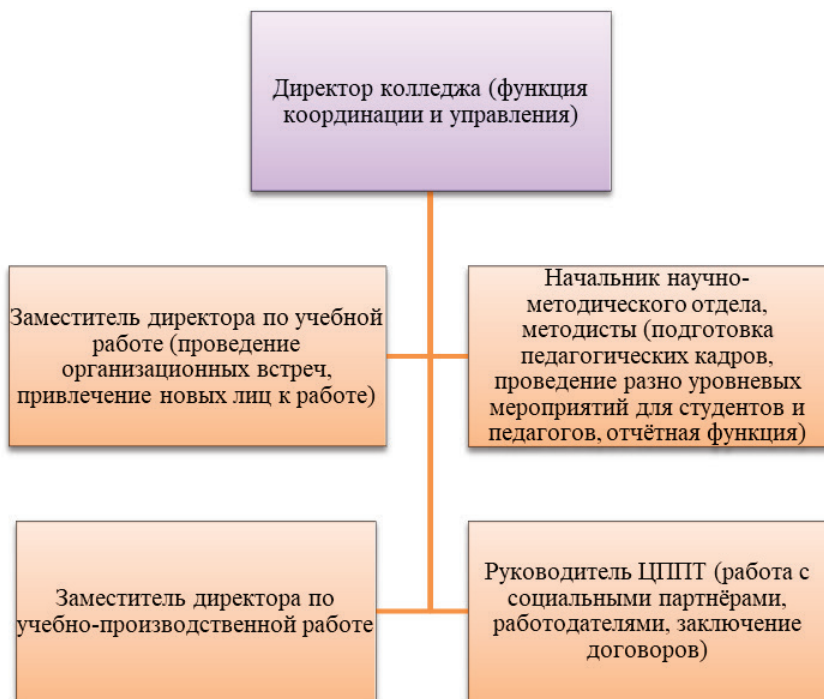 Директор колледжа (функция
координации и управления)
Заместитель директора по учебной
работе (проведение
организационных встреч,
привлечение новых лиц к работе)
Начальник научно-
методического отдела,
методисты (подготовка
педагогических кадров,
проведение разно уровневых
мероприятий для студентов и
педагогов, отчётная функция)
Заместитель директора по
учебно-производственной работе
Руководитель ЦППТ (работа с
социальными партнёрами,
работодателями, заключение
договоров)